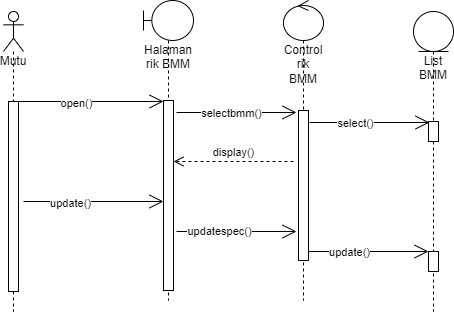 Mutu
Halaman
rik BMM
Control
rik
BMM
List
BMM
open()
selectbmm()
select()
display()
update()
updatespec()
update()